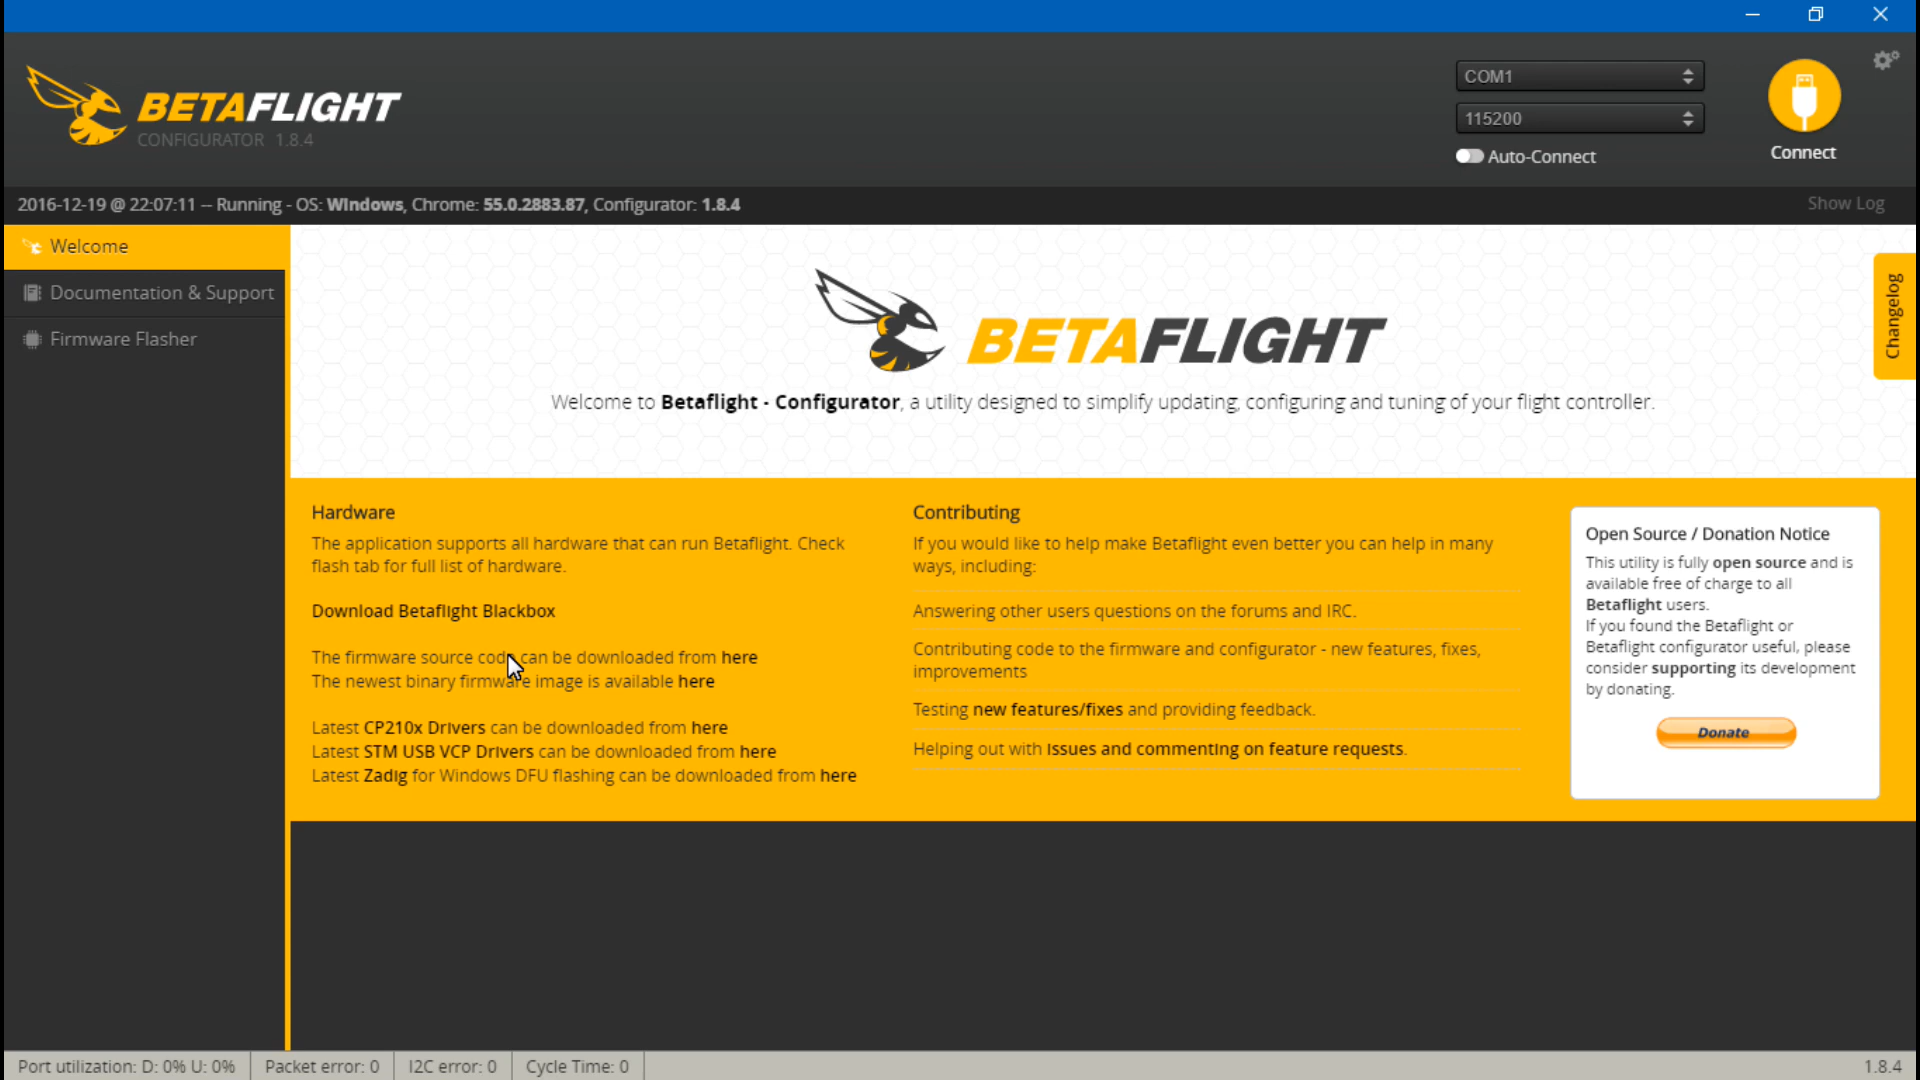 BETAFLIGHT
CONFIGURATOR 1.8.4
COM1
115200
Auto-Connect
Connect
2016-12-19 @ 22:07:11 -- Running - OS: Windows, Chrome: 55.0.2883.87, Configurator: 1.8.4
Show Log
Welcome
Documentation & Support
Firmware Flasher
Changelog
BETAFLIGHT
Welcome to Betaflight - Configurator, a utility designed to simplify updating, configuring and tuning of your flight controller.
Hardware
The application supports all hardware that can run Betaflight. Check
flash tab for full list of hardware.
Download Betaflight Blackbox
The firmware source code can be downloaded from here
The newest binary firmware image is available here
Latest CP210x Drivers can be downloaded from here
Latest STM USB VCP Drivers can be downloaded from here
Latest Zadig for Windows DFU flashing can be downloaded from here
Contributing
If you would like to help make Betaflight even better you can help in many
ways, including:
Answering other users questions on the forums and IRC.
Contributing code to the firmware and configurator - new features, fixes,
improvements
Testing new features/fixes and providing feedback.
Helping out with issues and commenting on feature requests.
Open Source / Donation Notice
This utility is fully open source and is
available free of charge to all
Betaflight users.
If you found the Betaflight or
Betaflight configurator useful, please
consider supporting its development
by donating.
Donate
Port utilization: D: 0% U: 0%
Packet error: 0
I2C error: 0
Cycle Time: 0
1.8.4